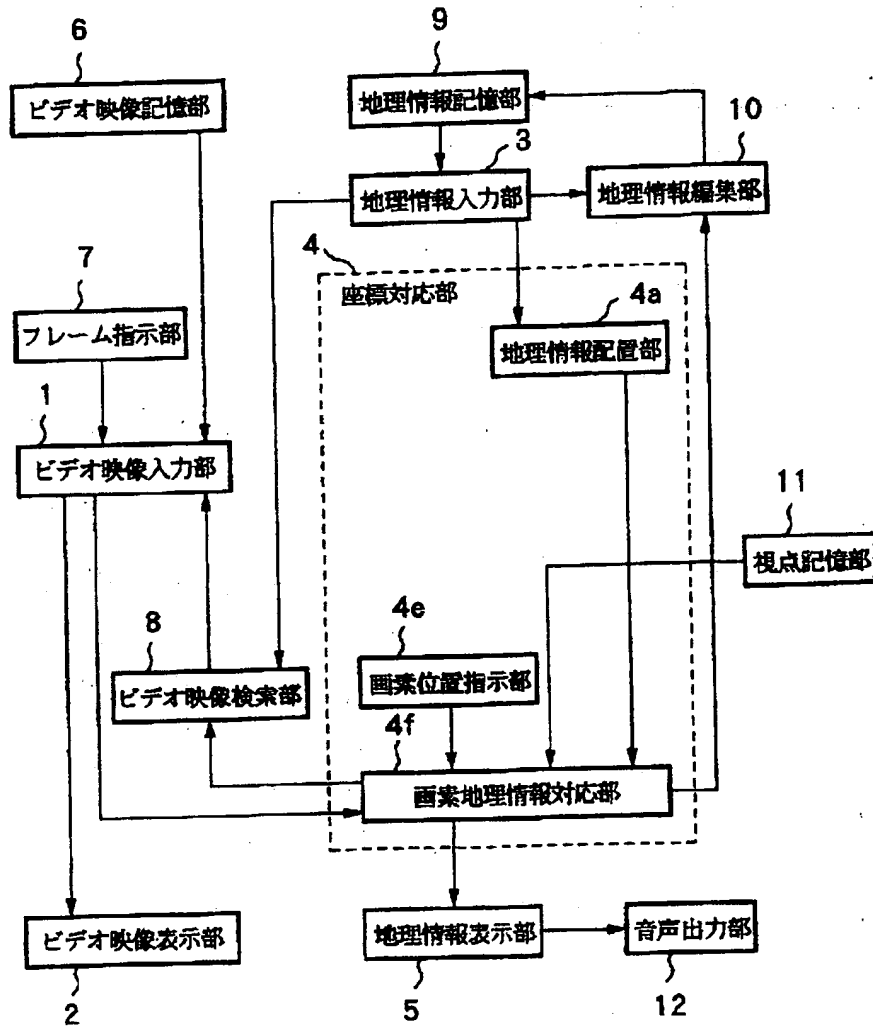 6
ビデオ映像記憶部
9
地理情報記憶部
3
地理情報入力部
10
地理情報編集部
7
フレーム指示部
4
座標対応部
4a
地理情報配置部
1
ビデオ映像入力部
11
視点記憶部
8
ビデオ映像検索部
4e
画素位置指示部
4f
画素地理情報対応部
ビデオ映像表示部
2
地理情報表示部
5
音声出力部
12